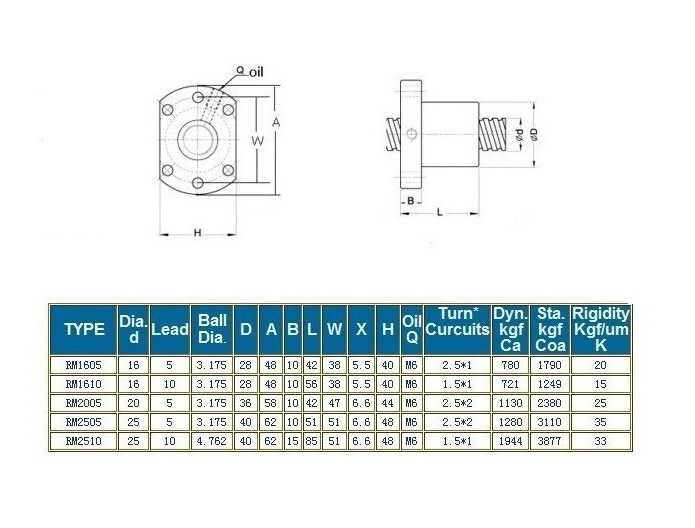 Q oil
A
W
H
ød
øD
B
L
TYPE Dia. d Lead Ball Dia. D A B L W X H Oil Q Turn* Curcuits Dyn. kgf Ca Sta. kgf Coa Rigidity Kgf/um K
RM1605 16 5 3.175 28 48 10 42 38 5.5 40 M6 2.5*1 780 1790 20
RM1610 16 10 3.175 28 48 10 56 38 5.5 40 M6 1.5*1 721 1249 15
RM2005 20 5 3.175 36 58 10 42 47 6.6 44 M6 2.5*2 1130 2380 25
RM2505 25 5 3.175 40 62 10 51 51 6.6 48 M6 2.5*2 1280 3110 35
RM2510 25 10 4.762 40 62 15 85 51 6.6 48 M6 1.5*1 1944 3877 33